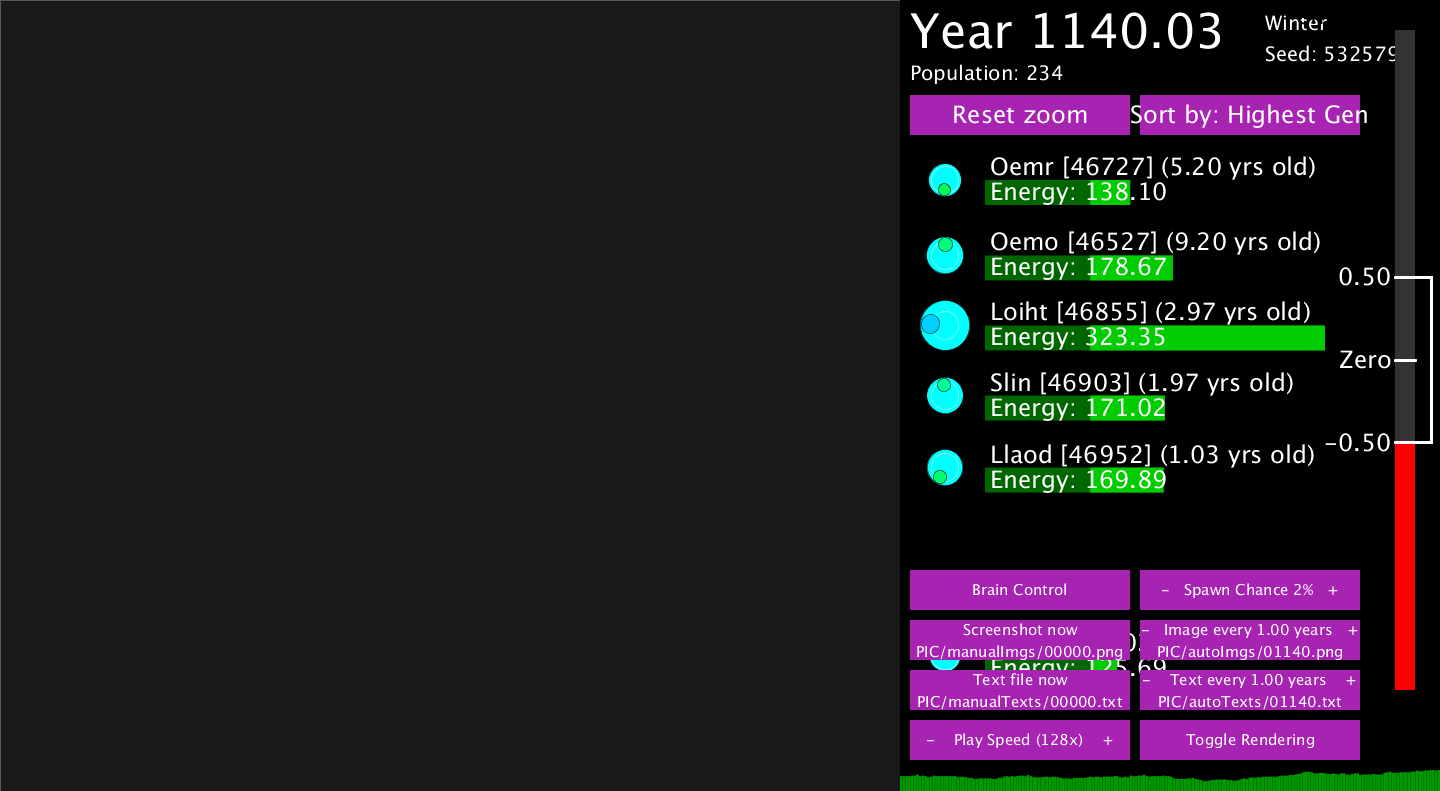 Year 1140.03
Winter
Seed: 532579
Population: 234
Reset zoom
Sort by: Highest Gen
Oemr [46727] (5.20 yrs old)
Energy: 138.10
Oemo [46527] (9.20 yrs old)
Energy: 178.67
0.50
Loiht [46855] (2.97 yrs old)
Energy: 323.35
Zero
Slin [46903] (1.97 yrs old)
Energy: 171.02
-0.50
Llaod [46952] (1.03 yrs old)
Energy: 169.89
Brain Control
- Spawn Chance 2% +
Screenshot now
PIC/manualImgs/00000.png
- Image every 1.00 years +
PIC/autoImgs/01140.png
Energy: 125.69
Text file now
PIC/manualTexts/00000.txt
- Text every 1.00 years +
PIC/autoTexts/01140.txt
- Play Speed (128x) +
Toggle Rendering